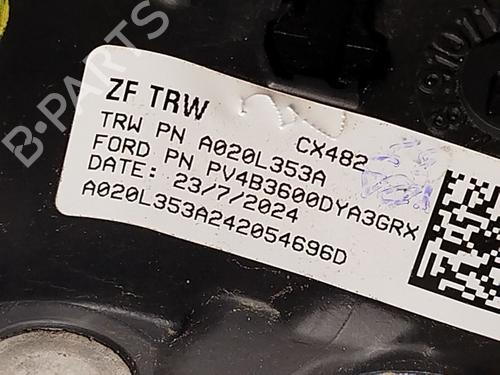 ZF TRW
CX482
TRW PN A020L353A
FORD PN PV4B3600DYA3GRX
DATE: 23/7/2024
A020L353A242054696D
B-PARTS